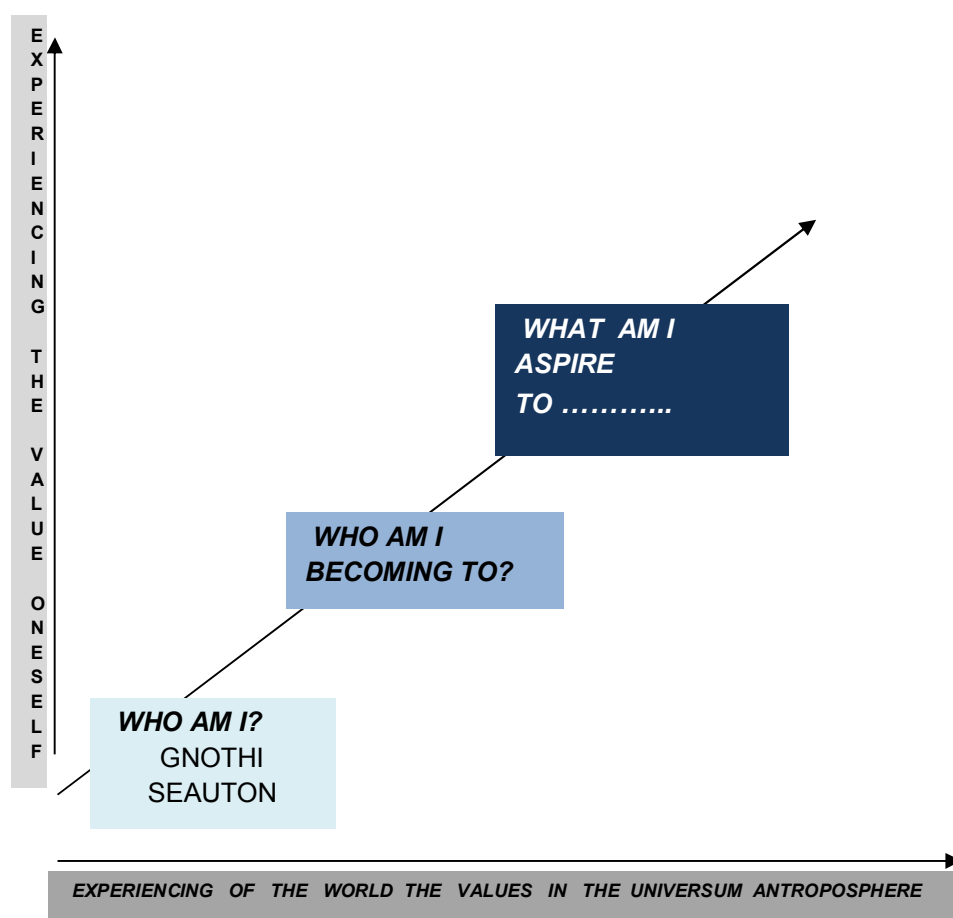 EXPERIENCING THE VALUE ONESELF
WHAT AM I
ASPIRE
TO ………...
WHO AM I
BECOMING TO?
WHO AM I?
GNOTHI
SEAUTON
EXPERIENCING OF THE WORLD THE VALUES IN THE UNIVERSUM ANTROPOSPHERE